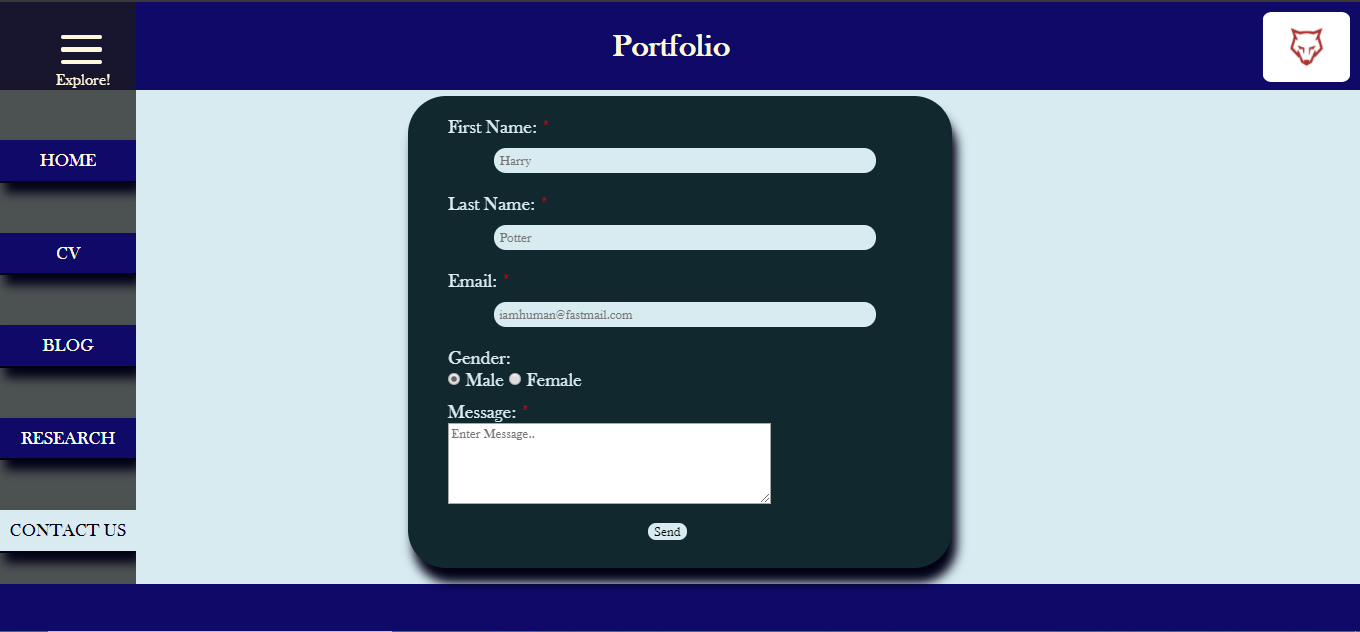 Portfolio
Explore!
HOME
CV
BLOG
RESEARCH
CONTACT US
First Name: *
Harry
Last Name: *
Potter
Email: *
iamhuman@fastmail.com
Gender:
Male Female
Message: *
Enter Message..
Send